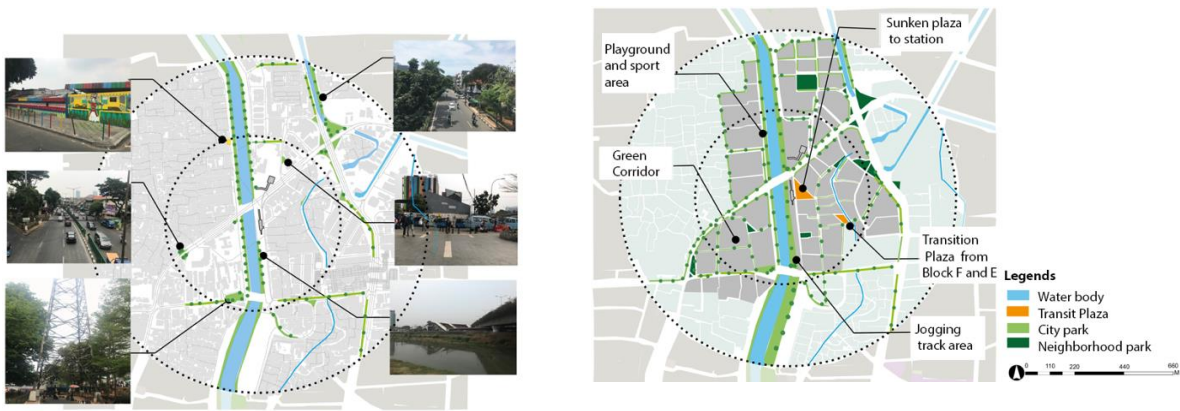 Sunken plaza
to station
Playground
and sport
area
Green
Corridor
Transition
Plaza from
Block F and E
Jogging
track area
Legends
Water body
Transit Plaza
City park
Neighborhood park
0 110 220 440 660
M